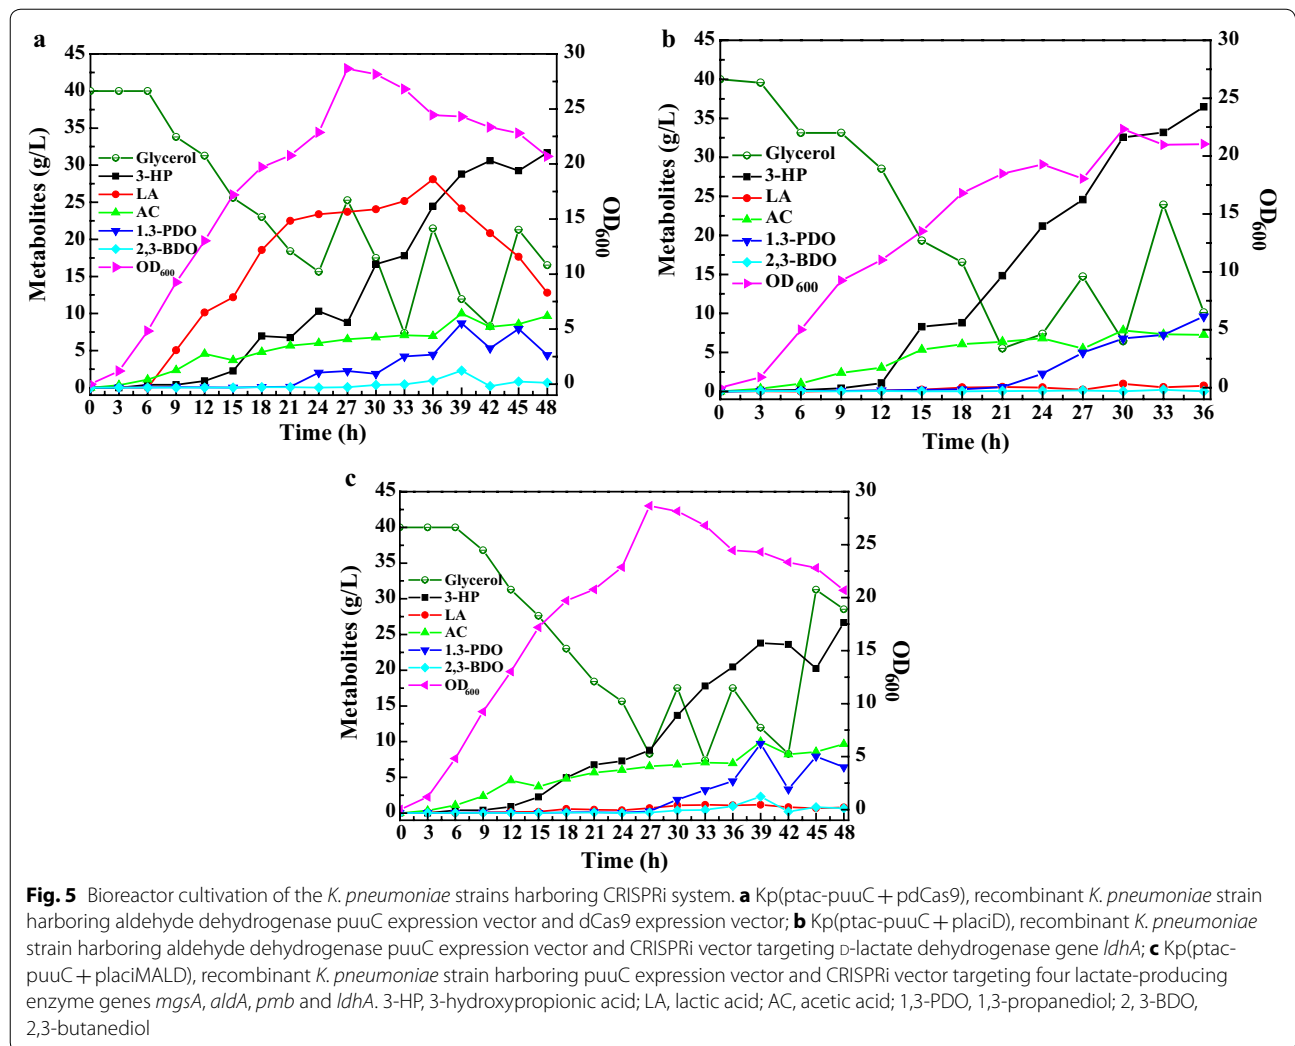 a
45
40
35
30
25
20
15
10
5
0
Metabolites (g/L)
Glycerol
3-HP
LA
AC
1.3-PDO
2,3-BDO
OD600
30
25
20
15
10
5
0
OD600
0 3 6 9 12 15 18 21 24 27 30 33 36 39 42 45 48
Time (h)
b
45
40
35
30
25
20
15
10
5
0
Metabolites (g/L)
Glycerol
3-HP
LA
AC
1.3-PDO
2,3-BDO
OD600
30
25
20
15
10
5
0
OD600
0 3 6 9 12 15 18 21 24 27 30 33 36
Time (h)
c
45
40
35
30
25
20
15
10
5
0
Metabolites (g/L)
Glycerol
3-HP
LA
AC
1.3-PDO
2,3-BDO
OD600
30
25
20
15
10
5
0
OD600
0 3 6 9 12 15 18 21 24 27 30 33 36 39 42 45 48
Time (h)
Fig. 5 Bioreactor cultivation of the K. pneumoniae strains harboring CRISPRi system. a Kp(ptac-puuC + pdCas9), recombinant K. pneumoniae strain
harboring aldehyde dehydrogenase puuC expression vector and dCas9 expression vector; b Kp(ptac-puuC + placiD), recombinant K. pneumoniae
strain harboring aldehyde dehydrogenase puuC expression vector and CRISPRi vector targeting D-lactate dehydrogenase gene ldhA; c Kp(ptac-
puuC + placiMALD), recombinant K. pneumoniae strain harboring puuC expression vector and CRISPRi vector targeting four lactate-producing
enzyme genes mgsA, aldA, pmb and ldhA. 3-HP, 3-hydroxypropionic acid; LA, lactic acid; AC, acetic acid; 1,3-PDO, 1,3-propanediol; 2, 3-BDO,
2,3-butanediol